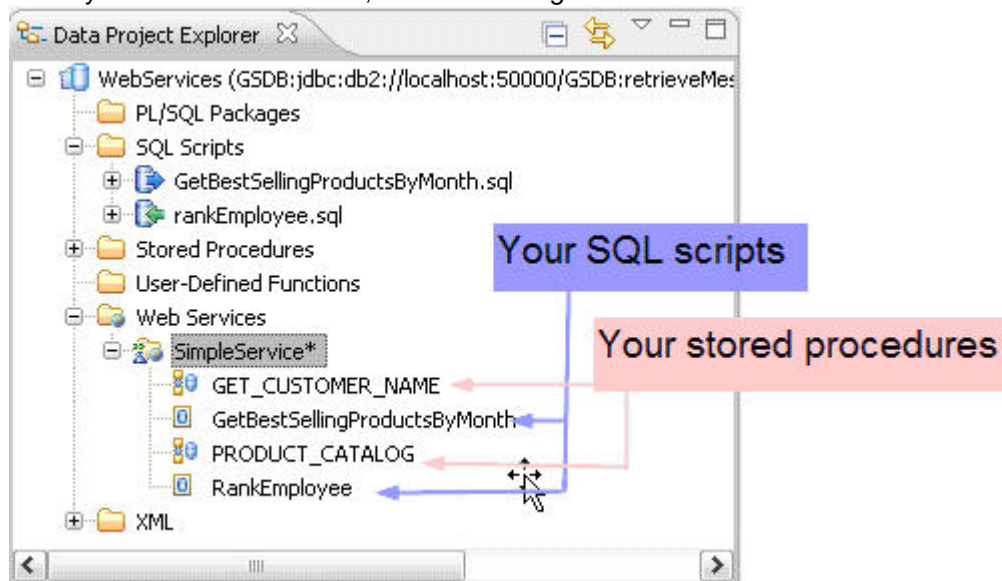 Data Project Explorer
WebServices (GSDB:jdbc:db2://localhost:50000/GSDB:retrieveMes
PL/SQL Packages
SQL Scripts
GetBestSellingProductsByMonth.sql
rankEmployee.sql
Stored Procedures
Your SQL scripts
User-Defined Functions
Web Services
SimpleService*
Your stored procedures
GET_CUSTOMER_NAME
GetBestSellingProductsByMonth
PRODUCT_CATALOG
RankEmployee
XML